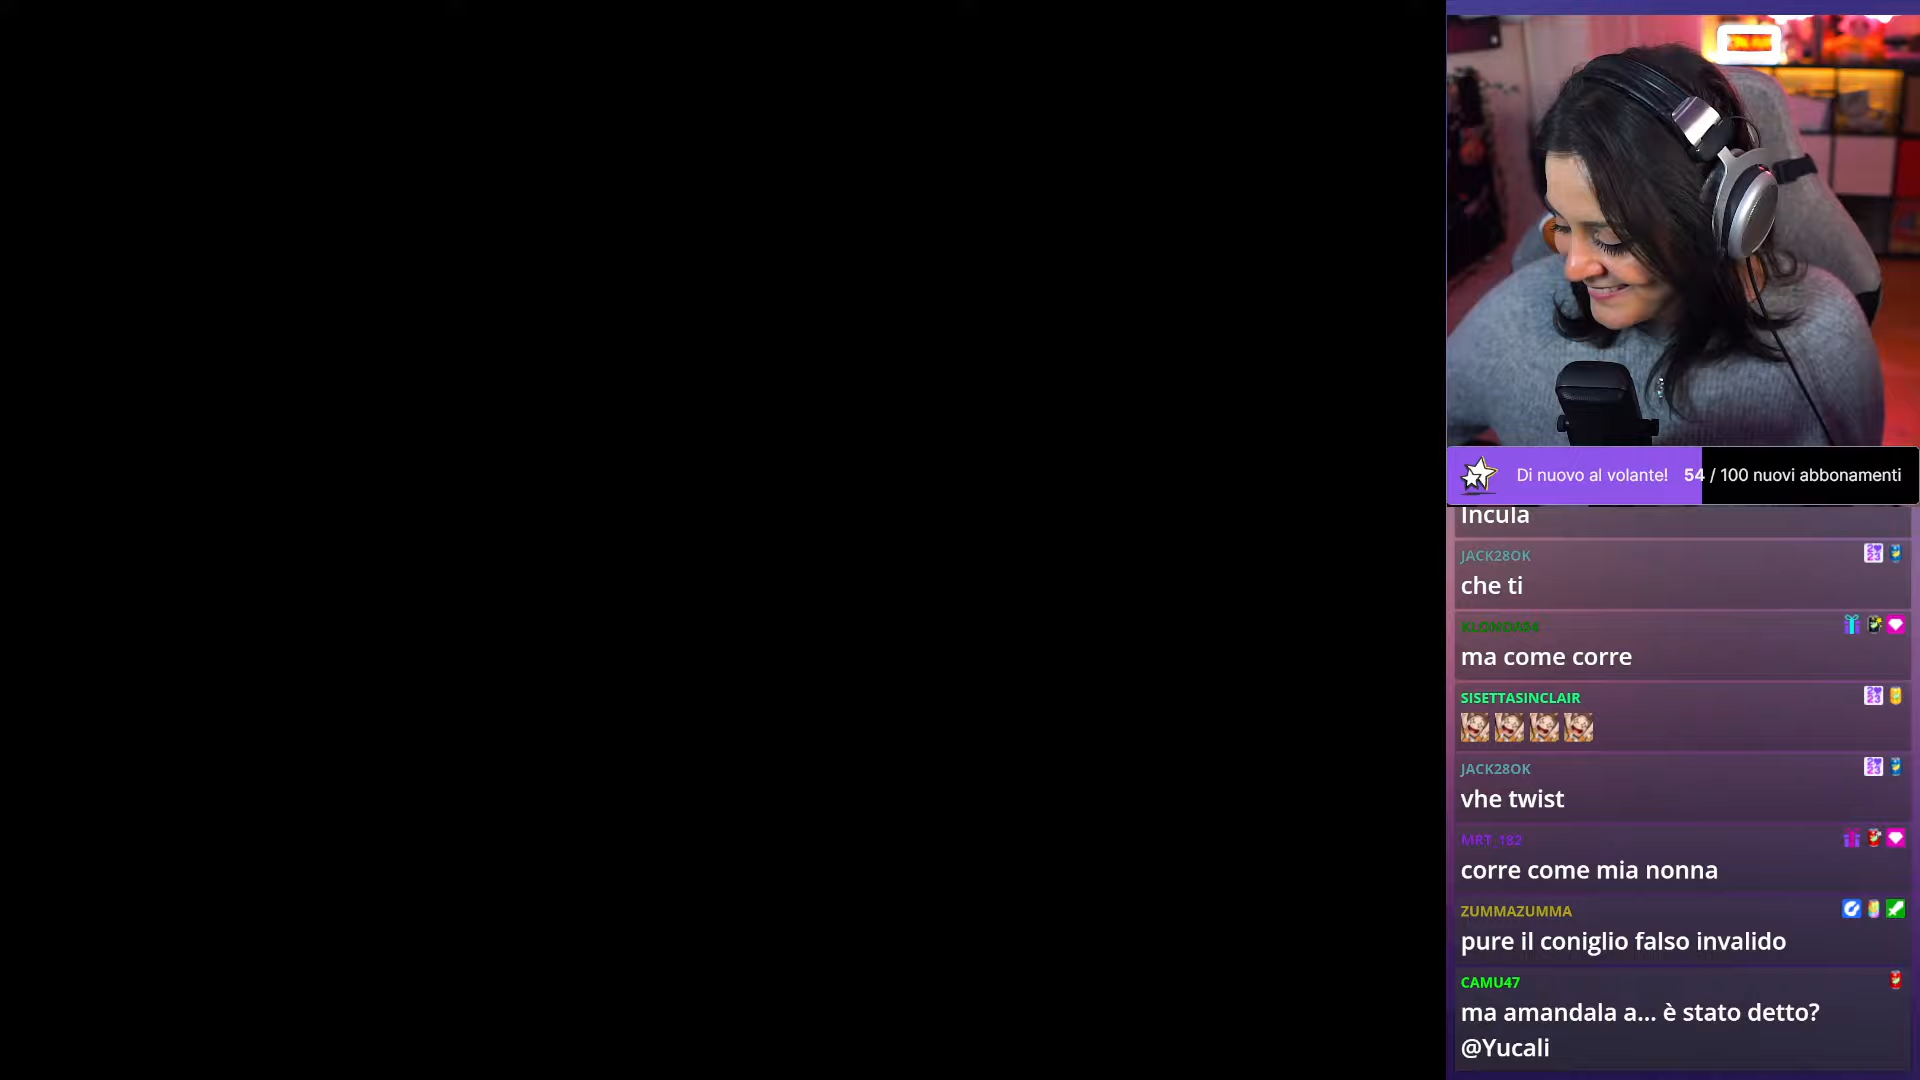 Di nuovo al volante! 54 / 100 nuovi abbonamenti
Incula
JACK28OK
che ti
ma come corre
SISETTASINCLAIR
JACK28OK
vhe twist
MRT_182
corre come mia nonna
ZUMMAZUMMA
pure il coniglio falso invalido
CAMU47
ma amandala a... è stato detto?
@Yucali